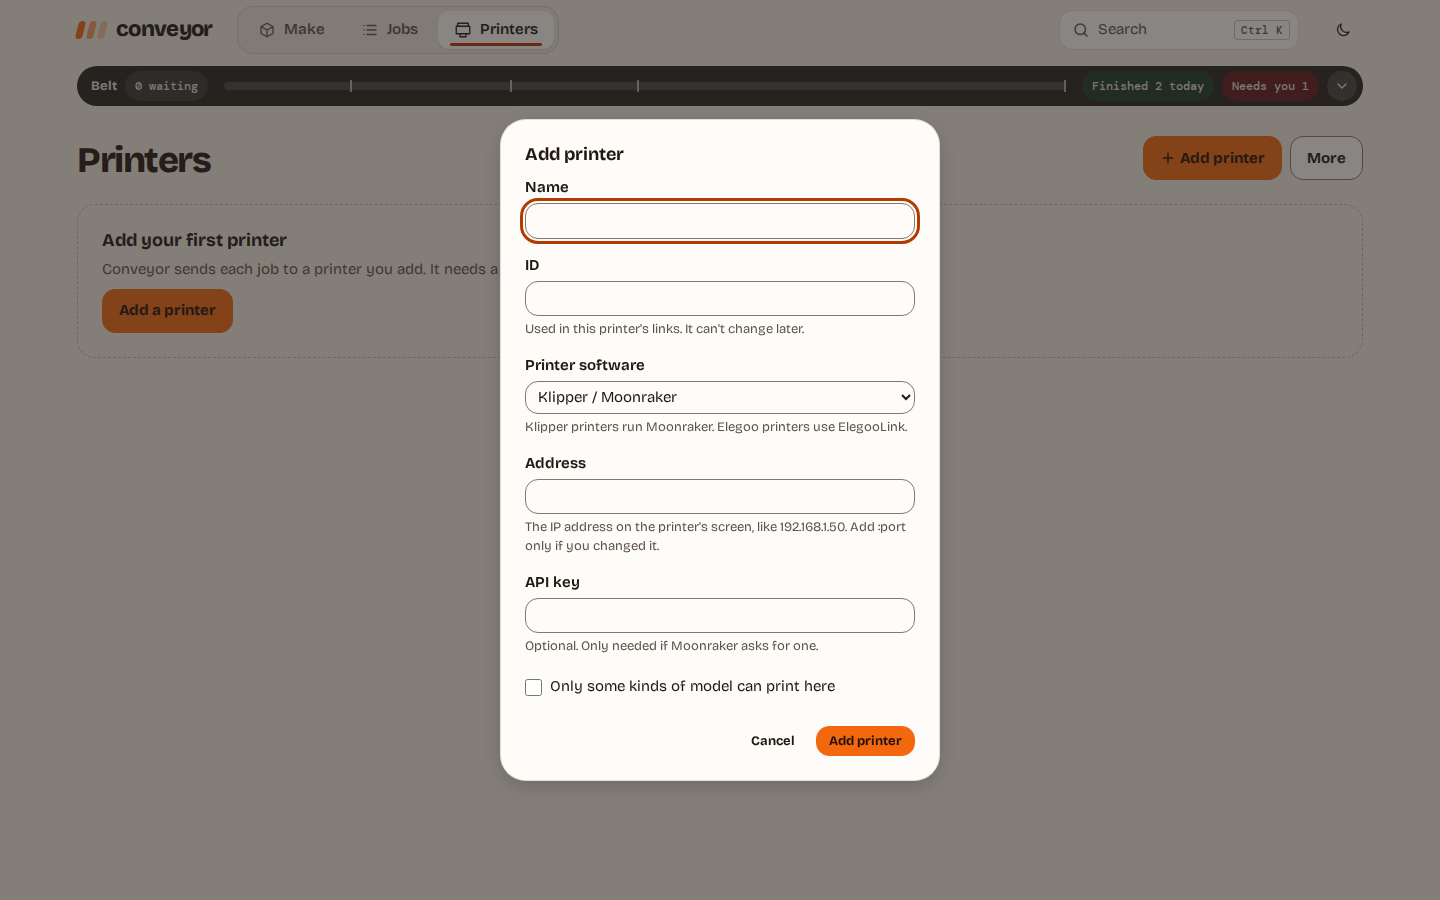 conveyor
Make
Jobs
Printers
Search
Ctrl K
Belt
0 waiting
Finished 2 today
Needs you 1
Printers
+ Add printer
More
Add your first printer
Conveyor sends each job to a printer you add. It needs a
Add a printer
Add printer
Name
ID
Used in this printer's links. It can't change later.
Printer software
Klipper / Moonraker
Klipper printers run Moonraker. Elegoo printers use ElegooLink.
Address
The IP address on the printer's screen, like 192.168.1.50. Add :port
only if you changed it.
API key
Optional. Only needed if Moonraker asks for one.
Only some kinds of model can print here
Cancel
Add printer